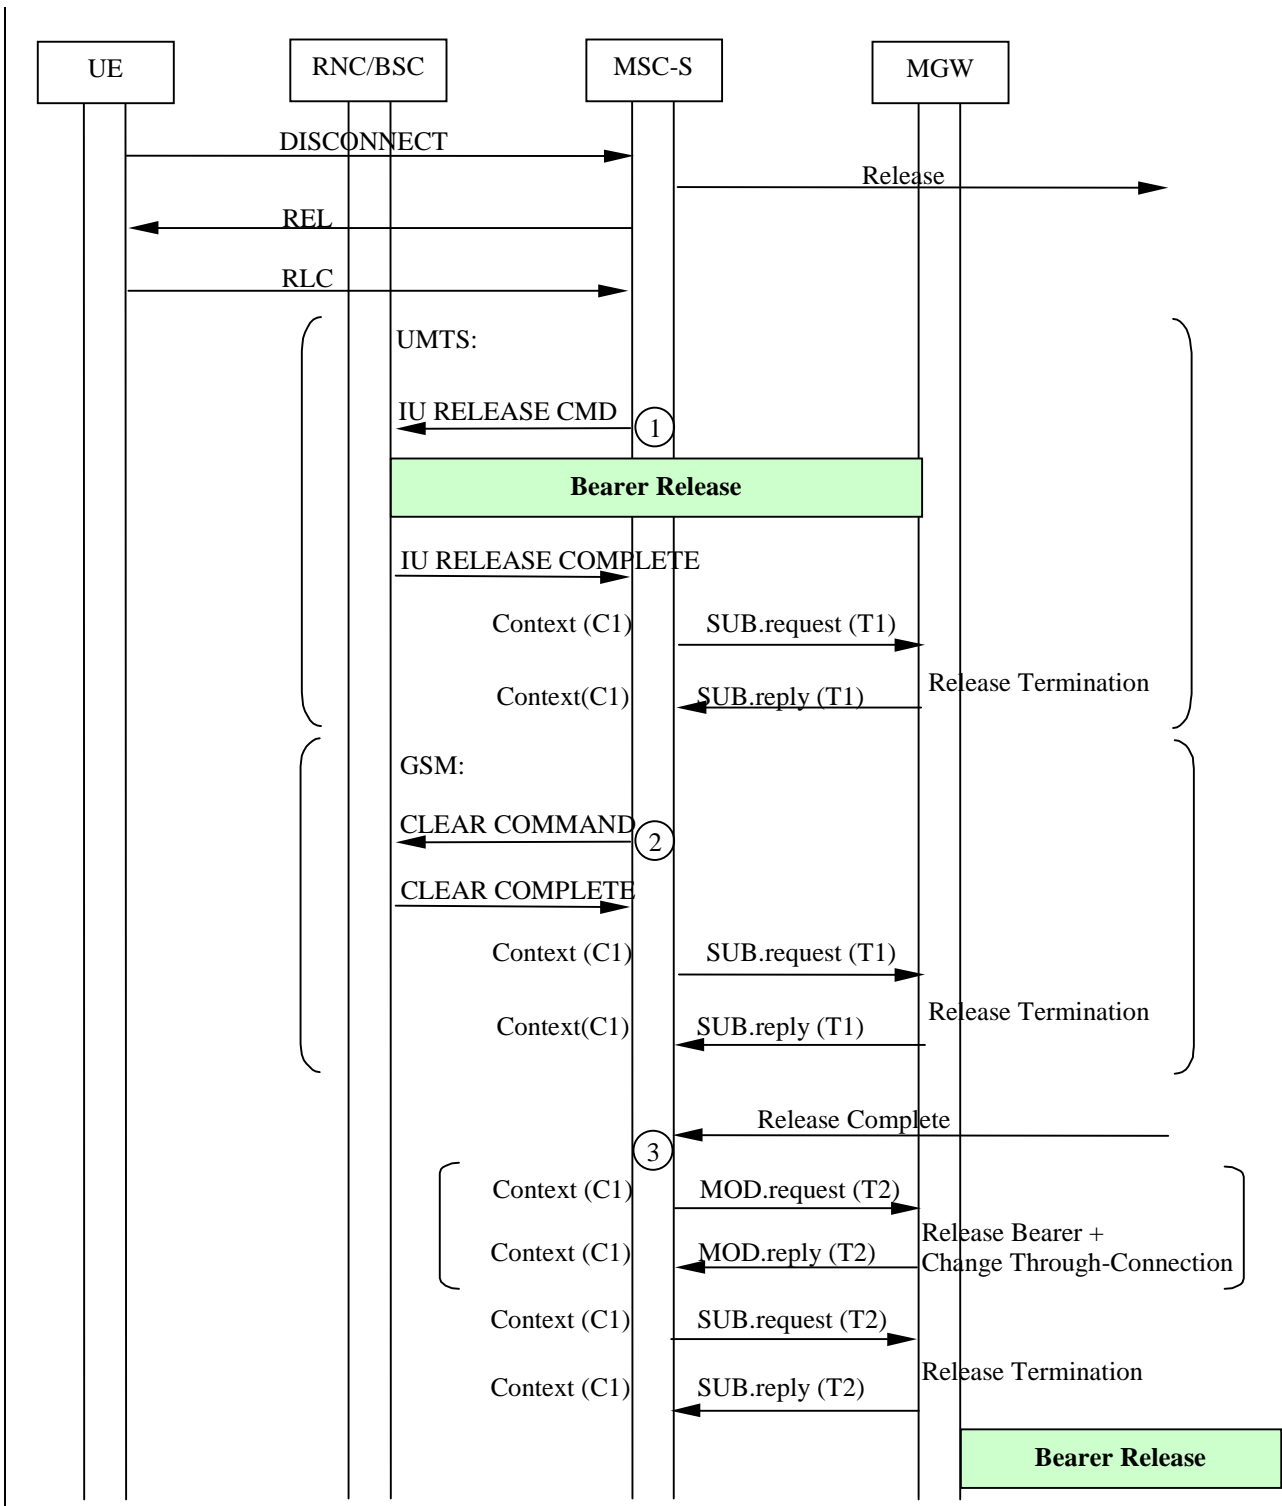 UE
RNC/BSC
MSC-S
MGW
DISCONNECT
Release
REL
RLC
UMTS:
IU RELEASE CMD
1
Bearer Release
IU RELEASE COMPLETE
Context (C1)
SUB.request (T1)
Context(C1)
SUB.reply (T1)
Release Termination
GSM:
CLEAR COMMAND
2
CLEAR COMPLETE
Context (C1)
SUB.request (T1)
Context(C1)
SUB.reply (T1)
Release Termination
Release Complete
3
Context (C1)
MOD.request (T2)
Context (C1)
MOD.reply (T2)
Release Bearer +
Change Through-Connection
Context (C1)
SUB.request (T2)
Context (C1)
SUB.reply (T2)
Release Termination
Bearer Release